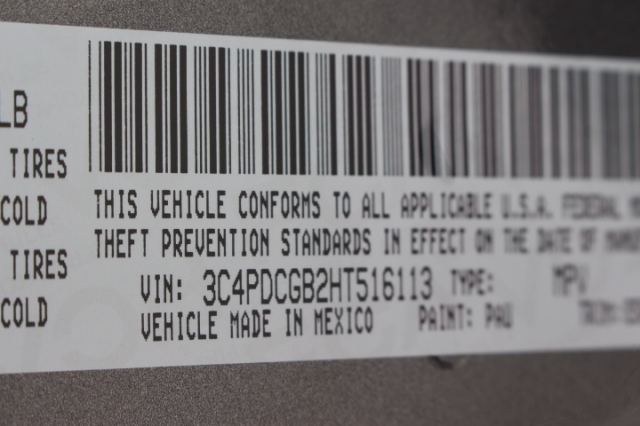 LB
TIRES
COLD
TIRES
COLD
THIS VEHICLE CONFORMS TO ALL APPLICABLE U.S.A. FEDERAL
THEFT PREVENTION STANDARDS IN EFFECT ON THE DATE OF
VIN: 3C4PDCGB2HT516113 TYPE: MPV
VEHICLE MADE IN MEXICO PAINT: PAU TRIM: